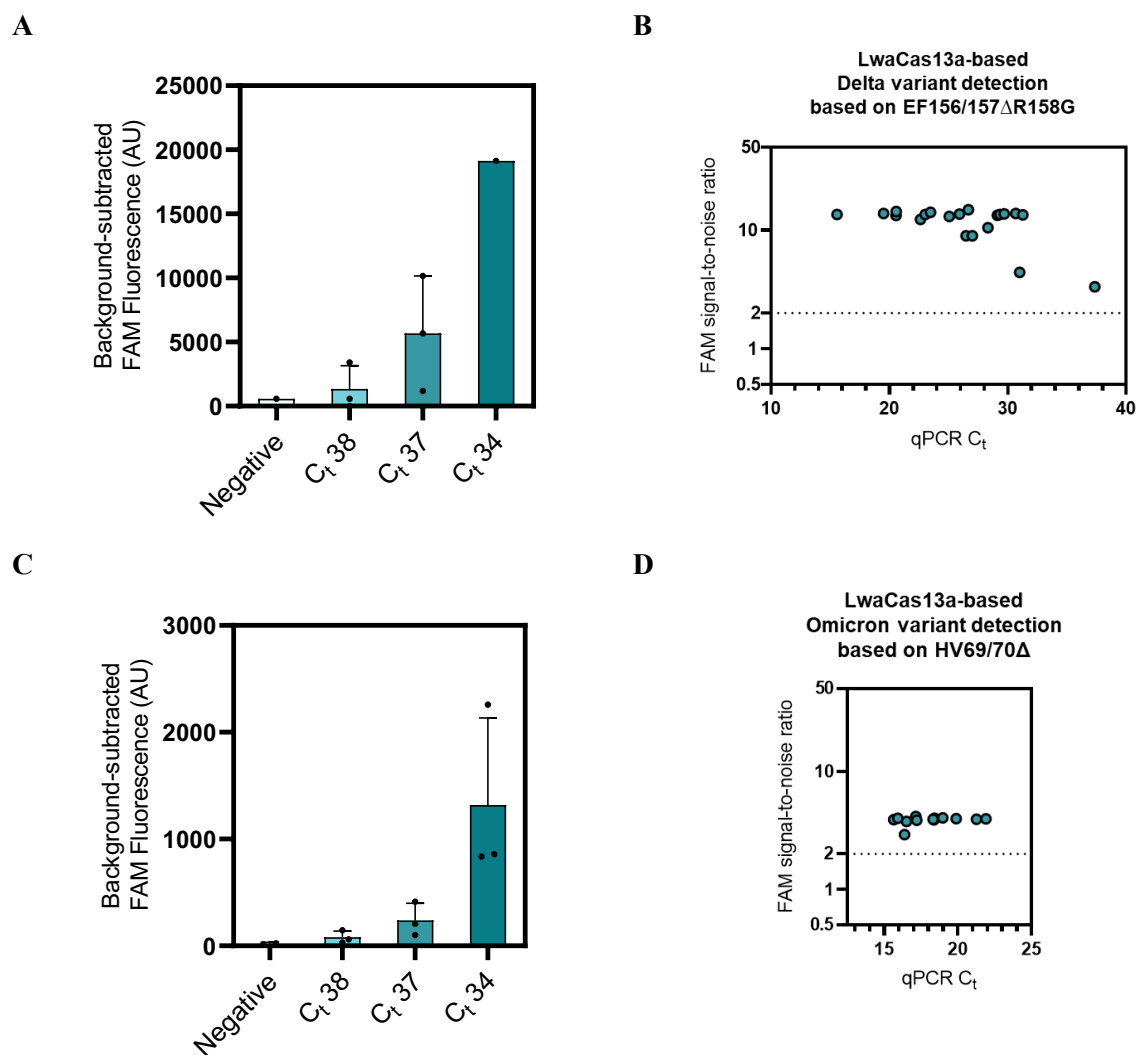 A
Background-subtracted
FAM Fluorescence (AU)
25000
20000
15000
10000
5000
0
Negative
Ct 38
Ct 37
Ct 34
B
LwaCas13a-based
Delta variant detection
based on EF156/157ΔR158G
FAM signal-to-noise ratio
50
10
2
1
0.5
10
20
30
40
qPCR Ct
C
Background-subtracted
FAM Fluorescence (AU)
3000
2000
1000
0
Negative
Ct 38
Ct 37
Ct 34
D
LwaCas13a-based
Omicron variant detection
based on HV69/70Δ
FAM signal-to-noise ratio
50
10
2
1
0.5
15
20
25
qPCR Ct